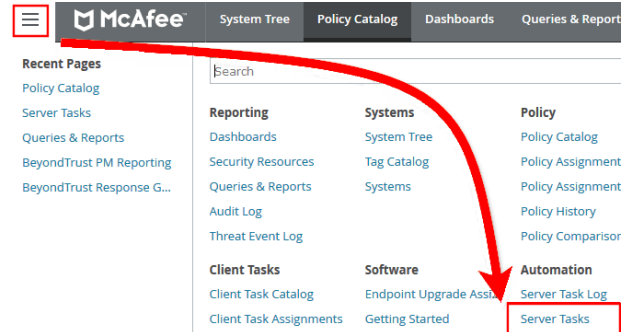 McAfee™ System Tree Policy Catalog Dashboards Queries & Report
Recent Pages
Policy Catalog
Server Tasks
Queries & Reports
BeyondTrust PM Reporting
BeyondTrust Response G...
Search
Reporting
Dashboards
Security Resources
Queries & Reports
Audit Log
Threat Event Log
Systems
System Tree
Tag Catalog
Systems
Policy
Policy Catalog
Policy Assignment
Policy Assignment
Policy History
Policy Comparison
Client Tasks
Client Task Catalog
Client Task Assignments
Software
Endpoint Upgrade Assi...
Getting Started
Automation
Server Task Log
Server Tasks